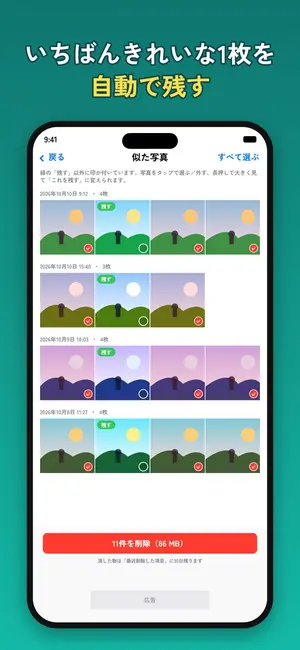 いちばんきれいな1枚を
自動で残す
9:41
戻る
似た写真
すべて選ぶ
緑の「残す」以外に印が付いています。写真をタップで選ぶ／外す、長押しで大きく見
て「これを残す」に変えられます。
2026年10月10日 9:12 ・ 4枚
残す
2026年10月10日 15:40 ・ 3枚
残す
2026年10月9日 10:03 ・ 4枚
残す
2026年10月8日 11:27 ・ 4枚
残す
11件を削除（86 MB）
消した物は「最近削除した項目」に30日残ります
広告